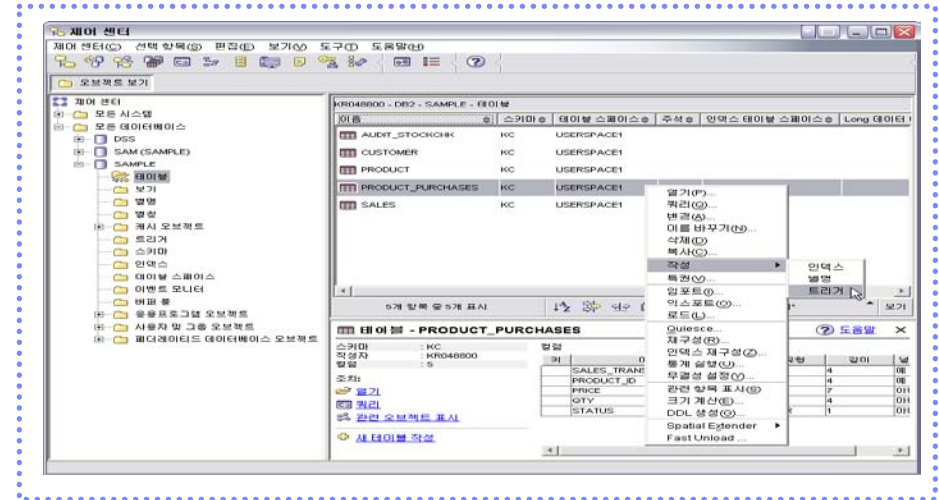 제어 센터
제어 센터(C) 선택 항목(S) 편집(E) 보기(V) 도구(T) 도움말(H)
오브젝트 보기
제어 센터
모든 시스템
모든 데이터베이스
DSS
SAM (SAMPLE)
SAMPLE
테이블
보기
별명
별칭
캐시 오브젝트
트리거
스키마
인덱스
테이블 스페이스
이벤트 모니터
버퍼 풀
응용프로그램 오브젝트
사용자 및 그룹 오브젝트
페더레이티드 데이터베이스 오브젝트
KR048800 - DB2 - SAMPLE - 테이블
이름 스키마 테이블 스페이스 주석 인덱스 테이블 스페이스 Long 데이터
AUDIT_STOCKCHK KC USERSPACE1
CUSTOMER KC USERSPACE1
PRODUCT KC USERSPACE1
PRODUCT_PURCHASES KC USERSPACE1
SALES KC USERSPACE1
열기(P)...
쿼리(Q)...
변경(A)...
이름 바꾸기(N)...
삭제(D)
복사(C)...
작성
특권(V)...
임포트(I)...
익스포트(O)...
로드(L)...
Quiesce...
재구성(R)...
인덱스 재구성(Z)...
통계 실행(U)...
무결성 설정(Y)...
관련 항목 표시(S)
크기 계산(E)...
DDL 생성(G)...
Spatial Extender
Fast Unload ...
인덱스
별명
트리거
5개 항목 중 5개 표시
보기
테이블 - PRODUCT_PURCHASES
도움말
스키마 : KC
작성자 : KR048800
컬럼 : 5
조치:
열기
쿼리
관련 오브젝트 표시
새 테이블 작성
컬럼
키 유형 길이 널
SALES_TRANS 4 예
PRODUCT_ID 4 예
PRICE 7 아니
QTY 4 아니
STATUS 1 아니